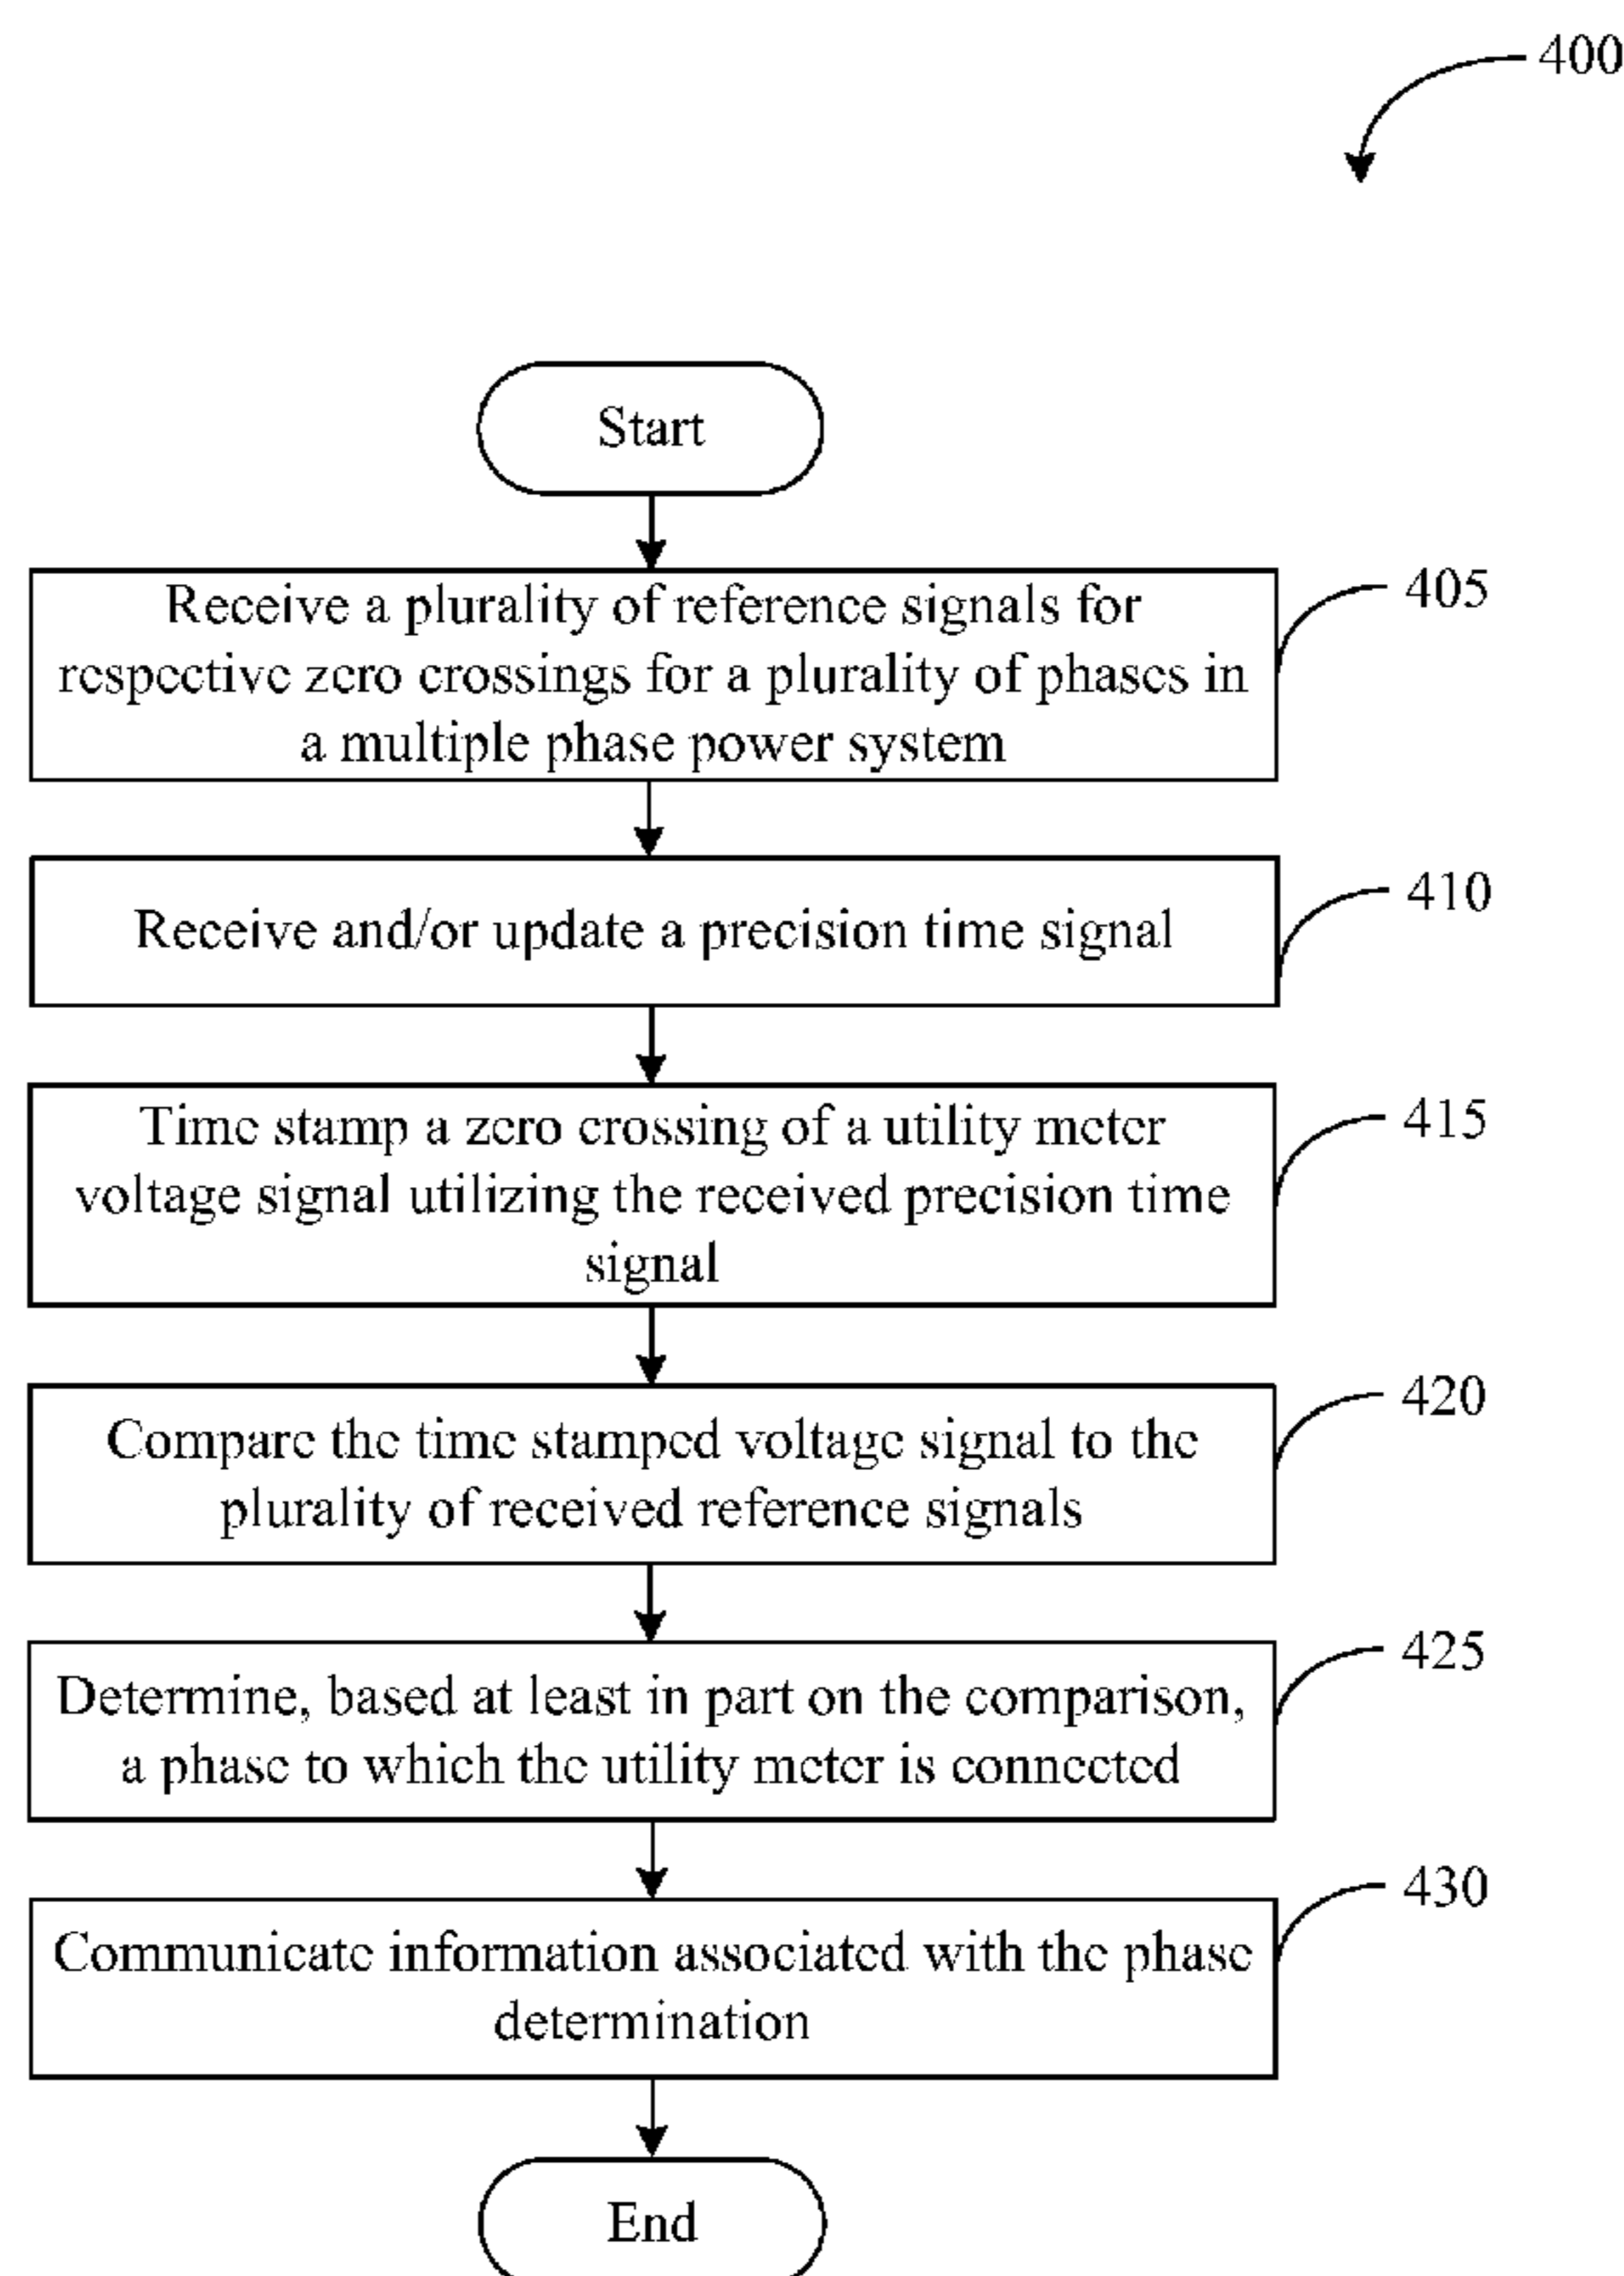 400
Start
Receive a plurality of reference signals for
respective zero crossings for a plurality of phases in
a multiple phase power system
405
Receive and/or update a precision time signal
410
Time stamp a zero crossing of a utility meter
voltage signal utilizing the received precision time
signal
415
Compare the time stamped voltage signal to the
plurality of received reference signals
420
Determine, based at least in part on the comparison,
a phase to which the utility meter is connected
425
Communicate information associated with the phase
determination
430
End